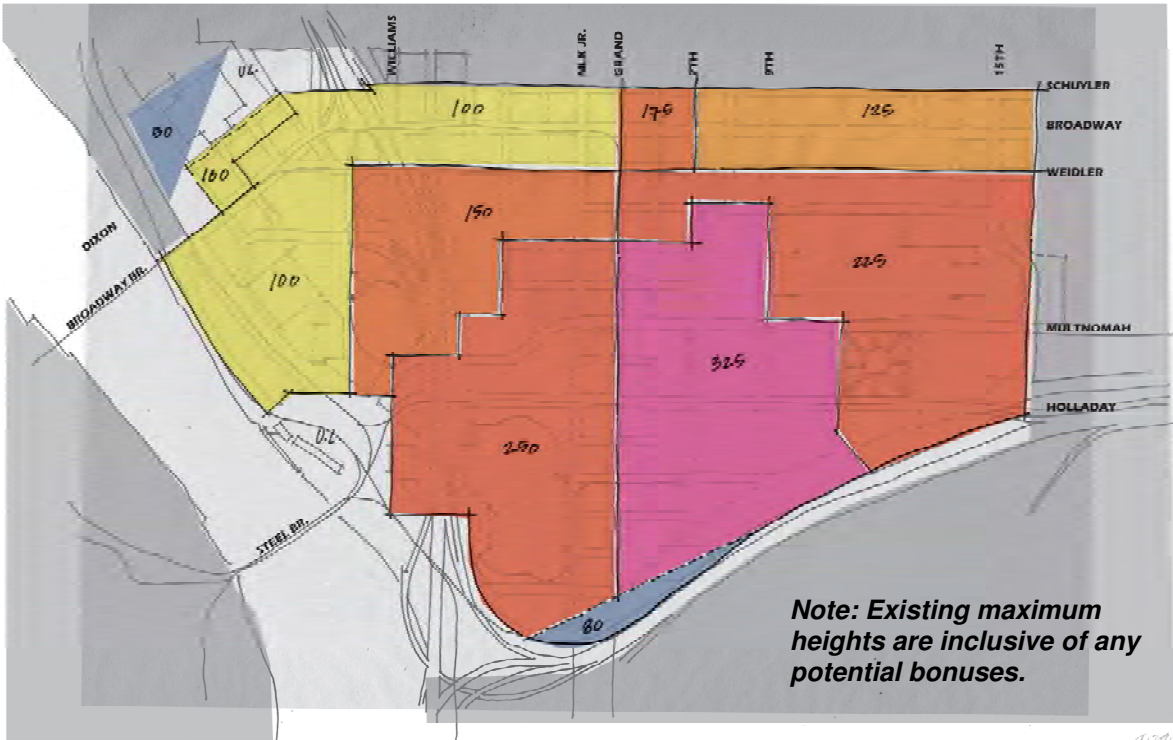 WILLIAMS
MLK JR.
GRAND
7TH
9TH
15TH
SCHUYLER
BROADWAY
WEIDLER
MULTNOMAH
HOLLADAY
U.L.
80
100
175
125
100
150
DIXON
BROADWAY BR.
100
225
325
U.L.
250
STEEL BR.
80
Note: Existing maximum
heights are inclusive of any
potential bonuses.